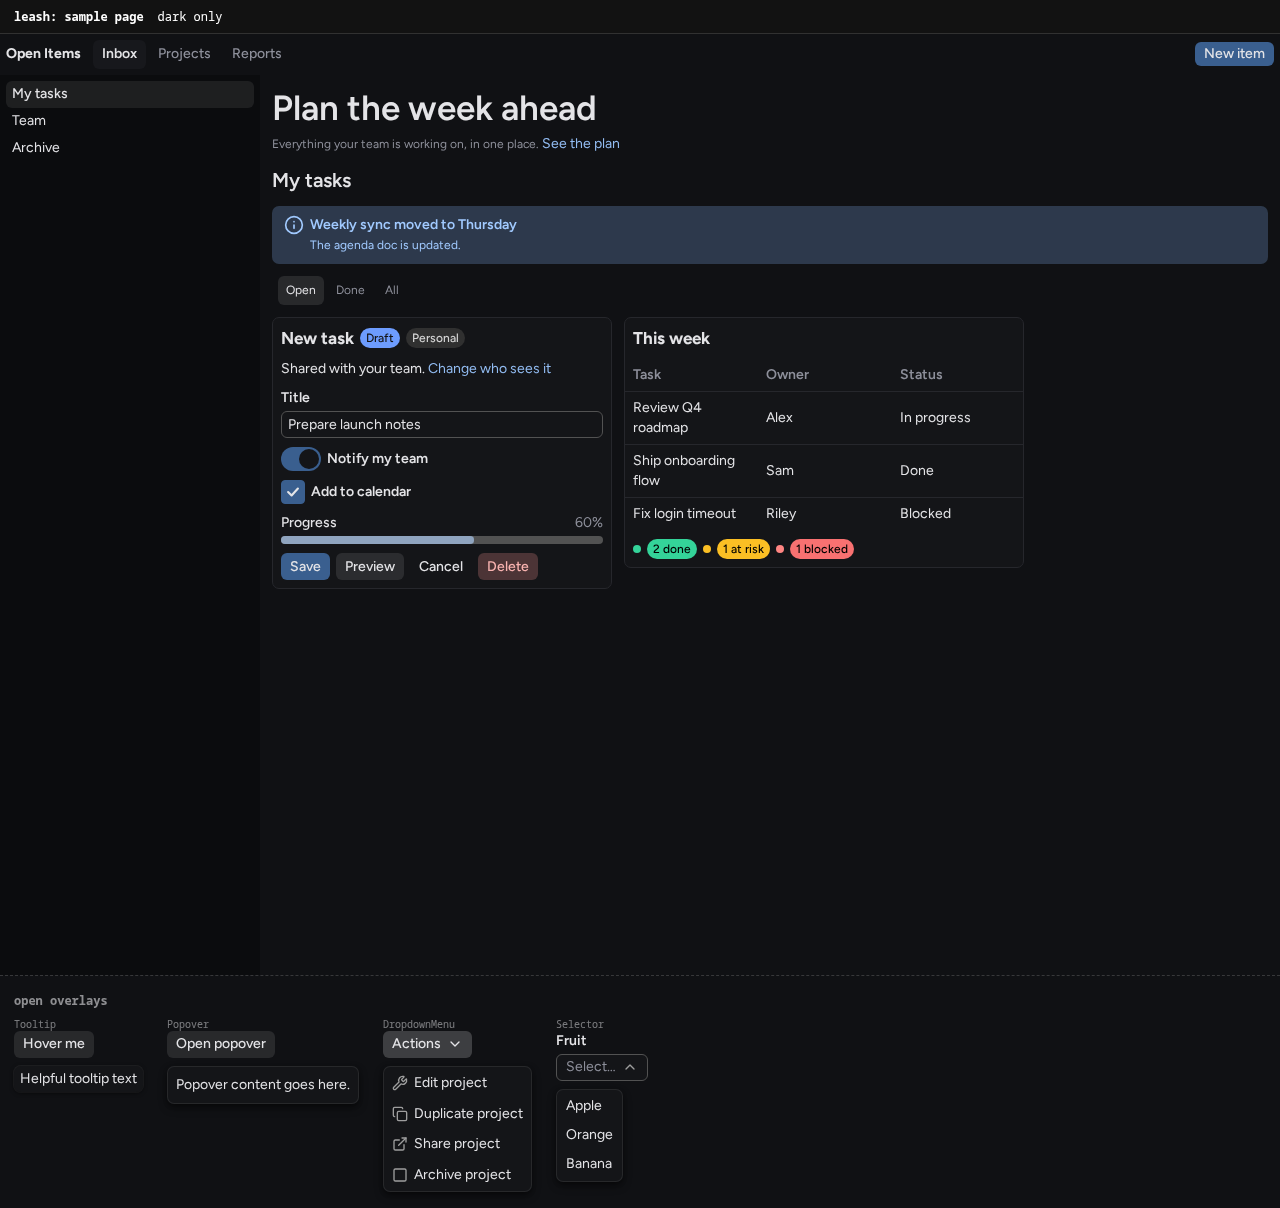 leash: sample page dark only
Open Items Inbox Projects Reports New item
My tasks
Team
Archive
Plan the week ahead
Everything your team is working on, in one place. See the plan
My tasks
Weekly sync moved to Thursday
The agenda doc is updated.
Open Done All
New task Draft Personal
Shared with your team. Change who sees it
Title
Prepare launch notes
Notify my team
Add to calendar
Progress 60%
Save Preview Cancel Delete
This week
Task Owner Status
Review Q4 roadmap Alex In progress
Ship onboarding flow Sam Done
Fix login timeout Riley Blocked
2 done 1 at risk 1 blocked
open overlays
Tooltip
Hover me
Helpful tooltip text
Popover
Open popover
Popover content goes here.
DropdownMenu
Actions
Edit project
Duplicate project
Share project
Archive project
Selector
Fruit
Select...
Apple
Orange
Banana